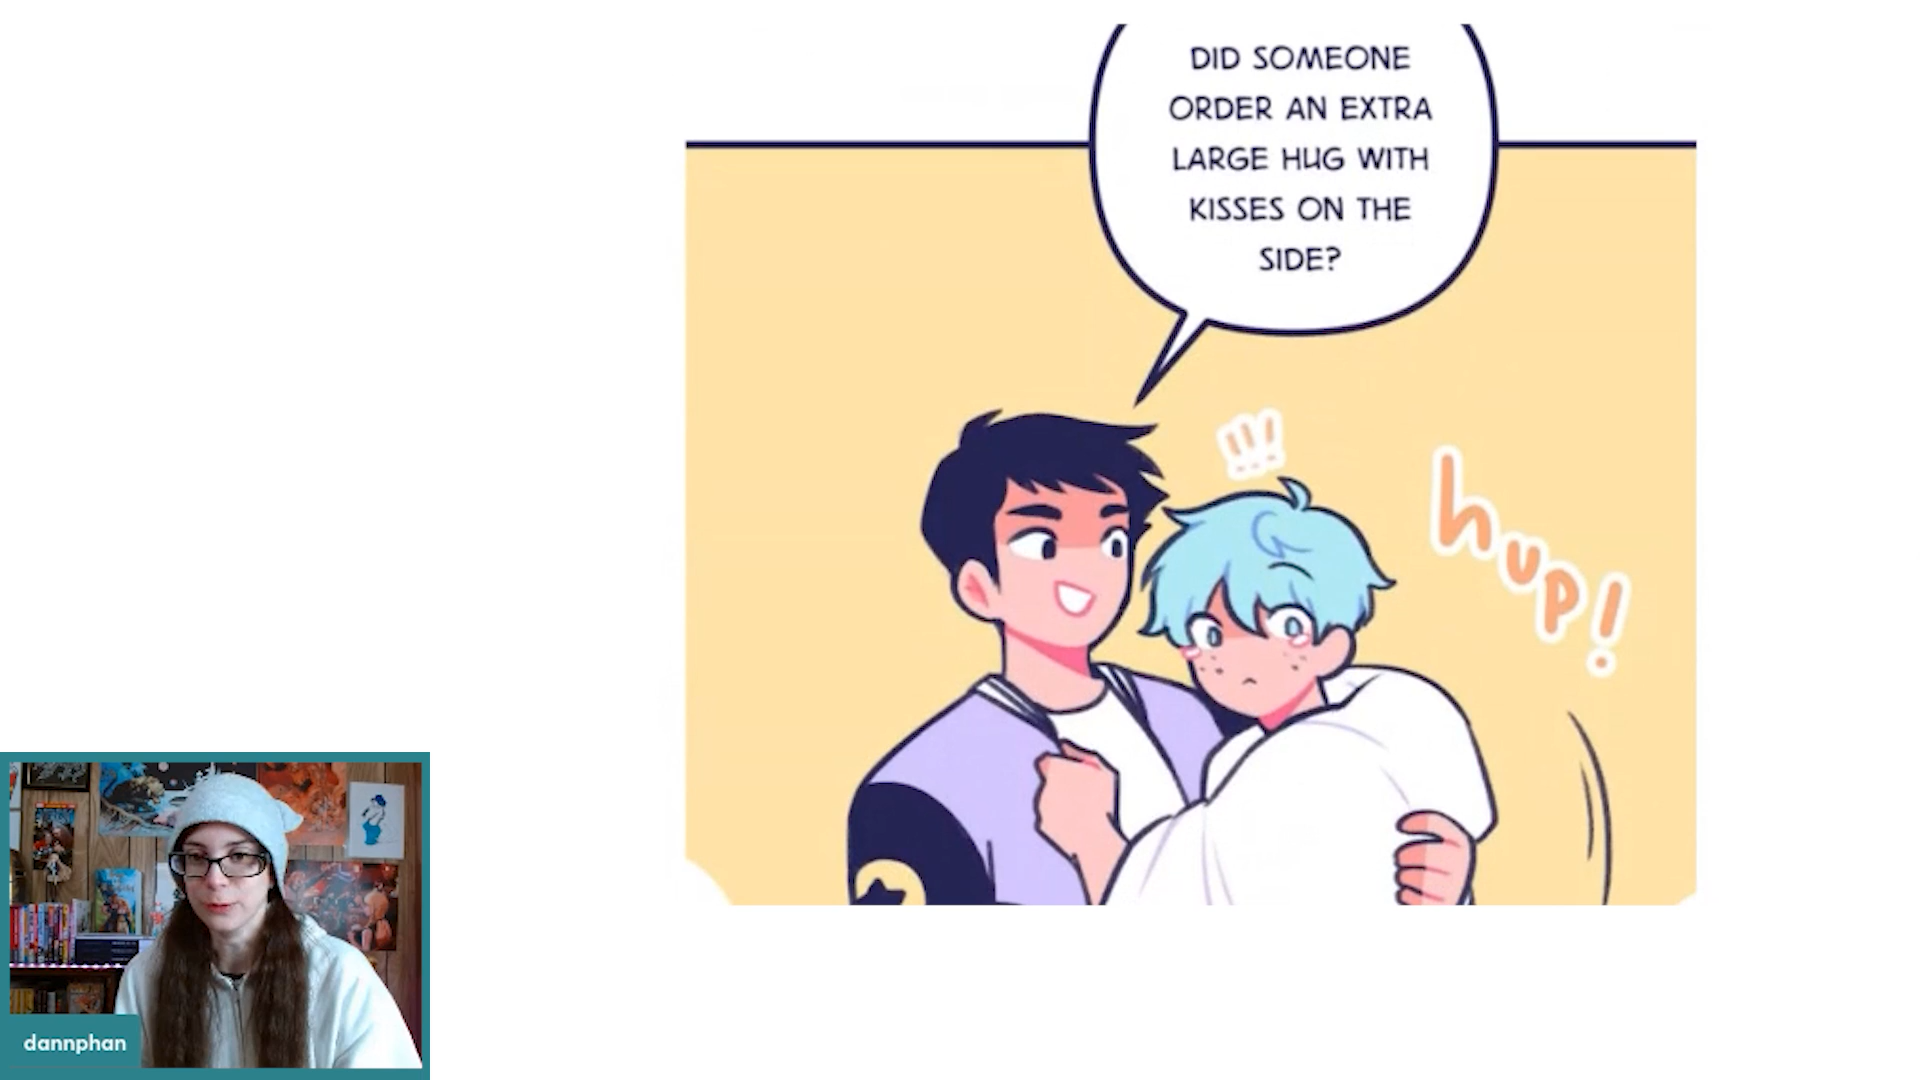 DID SOMEONE
ORDER AN EXTRA
LARGE HUG WITH
KISSES ON THE
SIDE?
!!!
hup!
dannphan